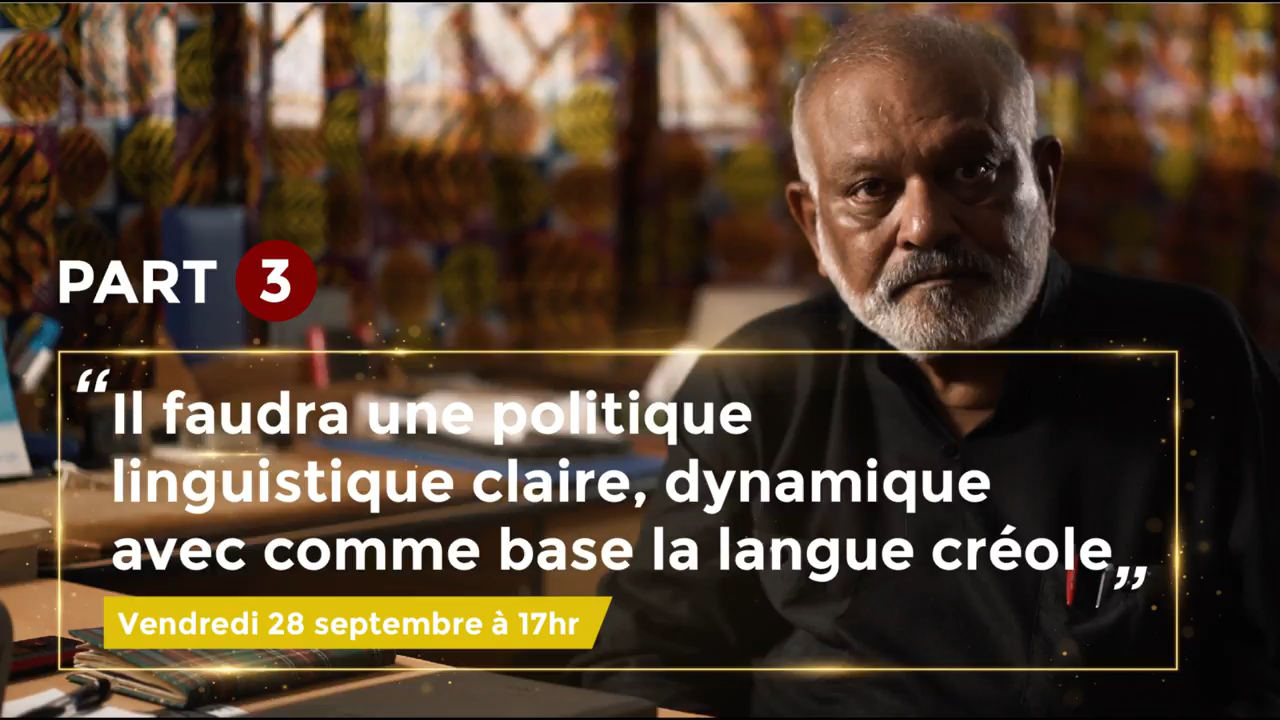 PART 3
“Il faudra une politique
linguistique claire, dynamique
avec comme base la langue créole„
Vendredi 28 septembre à 17hr